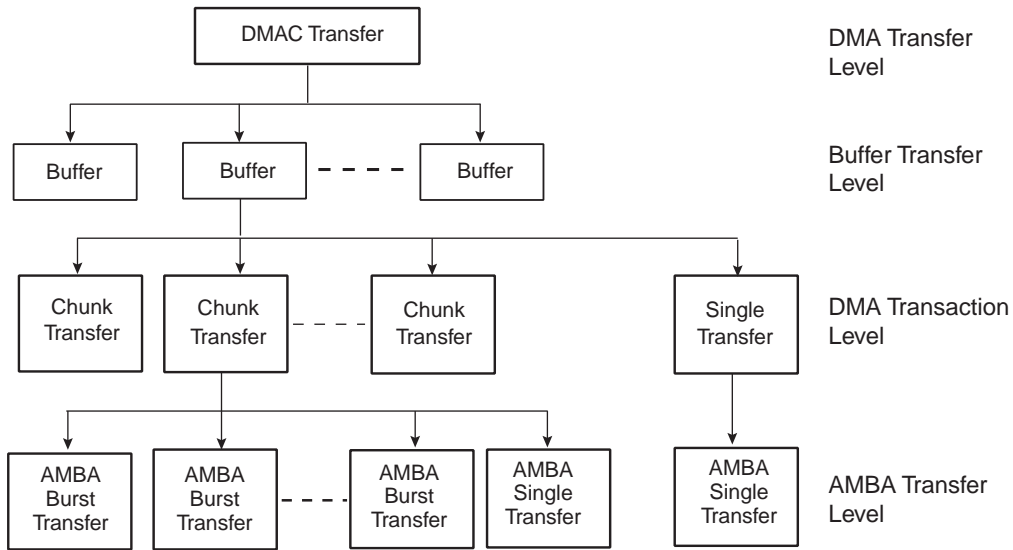 DMAC Transfer
DMA Transfer
Level
Buffer
Buffer
Buffer
Buffer Transfer
Level
Chunk
Transfer
Chunk
Transfer
Chunk
Transfer
Single
Transfer
DMA Transaction
Level
AMBA
Burst
Transfer
AMBA
Burst
Transfer
AMBA
Burst
Transfer
AMBA
Single
Transfer
AMBA
Single
Transfer
AMBA Transfer
Level